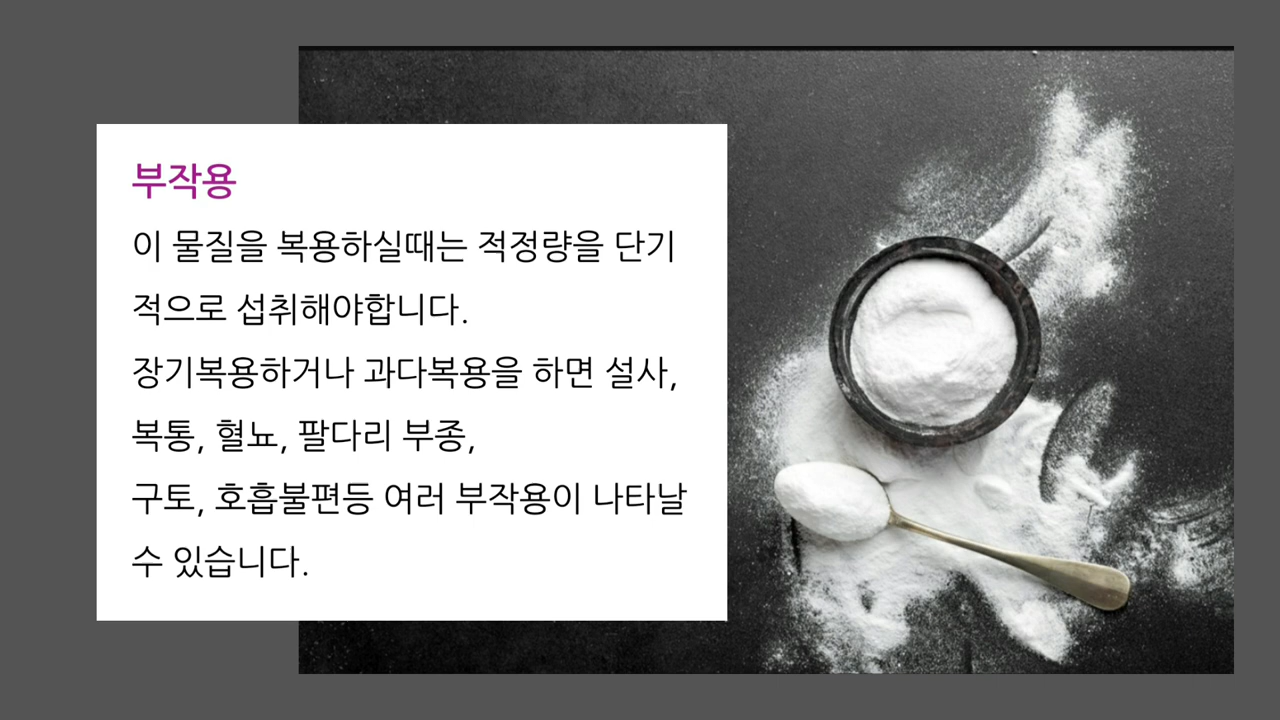 부작용
이 물질을 복용하실때는 적정량을 단기
적으로 섭취해야합니다.
장기복용하거나 과다복용을 하면 설사,
복통, 혈뇨, 팔다리 부종,
구토, 호흡불편등 여러 부작용이 나타날
수 있습니다.